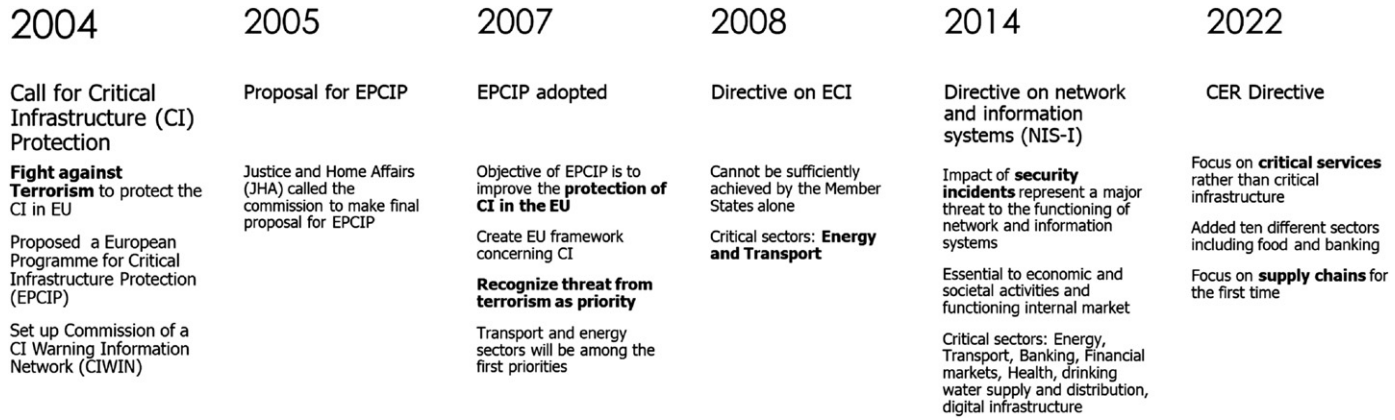 2004
Call for Critical
Infrastructure (CI)
Protection
Fight against
Terrorism to protect the
CI in EU
Proposed a European
Programme for Critical
Infrastructure Protection
(EPCIP)
Set up Commission of a
CI Warning Information
Network (CIWIN)
2005
Proposal for EPCIP
Justice and Home Affairs
(JHA) called the
commission to make final
proposal for EPCIP
2007
EPCIP adopted
Objective of EPCIP is to
improve the protection of
CI in the EU
Create EU framework
concerning CI
Recognize threat from
terrorism as priority
Transport and energy
sectors will be among the
first priorities
2008
Directive on ECI
Cannot be sufficiently
achieved by the Member
States alone
Critical sectors: Energy
and Transport
2014
Directive on network
and information
systems (NIS-I)
Impact of security
incidents represent a major
threat to the functioning of
network and information
systems
Essential to economic and
societal activities and
functioning internal market
Critical sectors: Energy,
Transport, Banking, Financial
markets, Health, drinking
water supply and distribution,
digital infrastructure
2022
CER Directive
Focus on critical services
rather than critical
infrastructure
Added ten different sectors
including food and banking
Focus on supply chains for
the first time